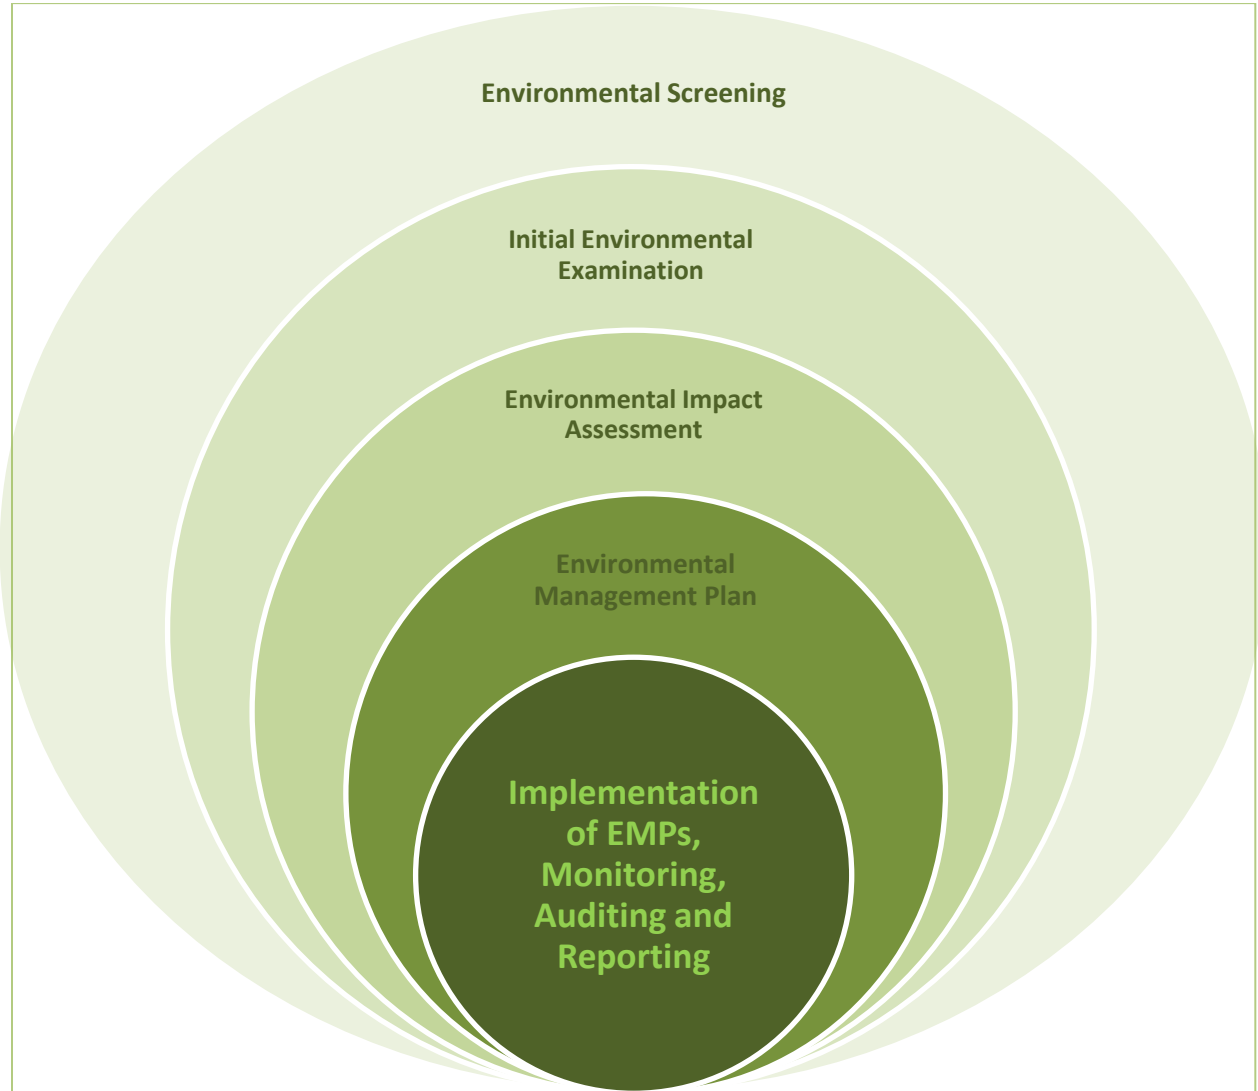 Environmental Screening
Initial Environmental
Examination
Environmental Impact
Assessment
Environmental
Management Plan
Implementation
of EMPs,
Monitoring,
Auditing and
Reporting